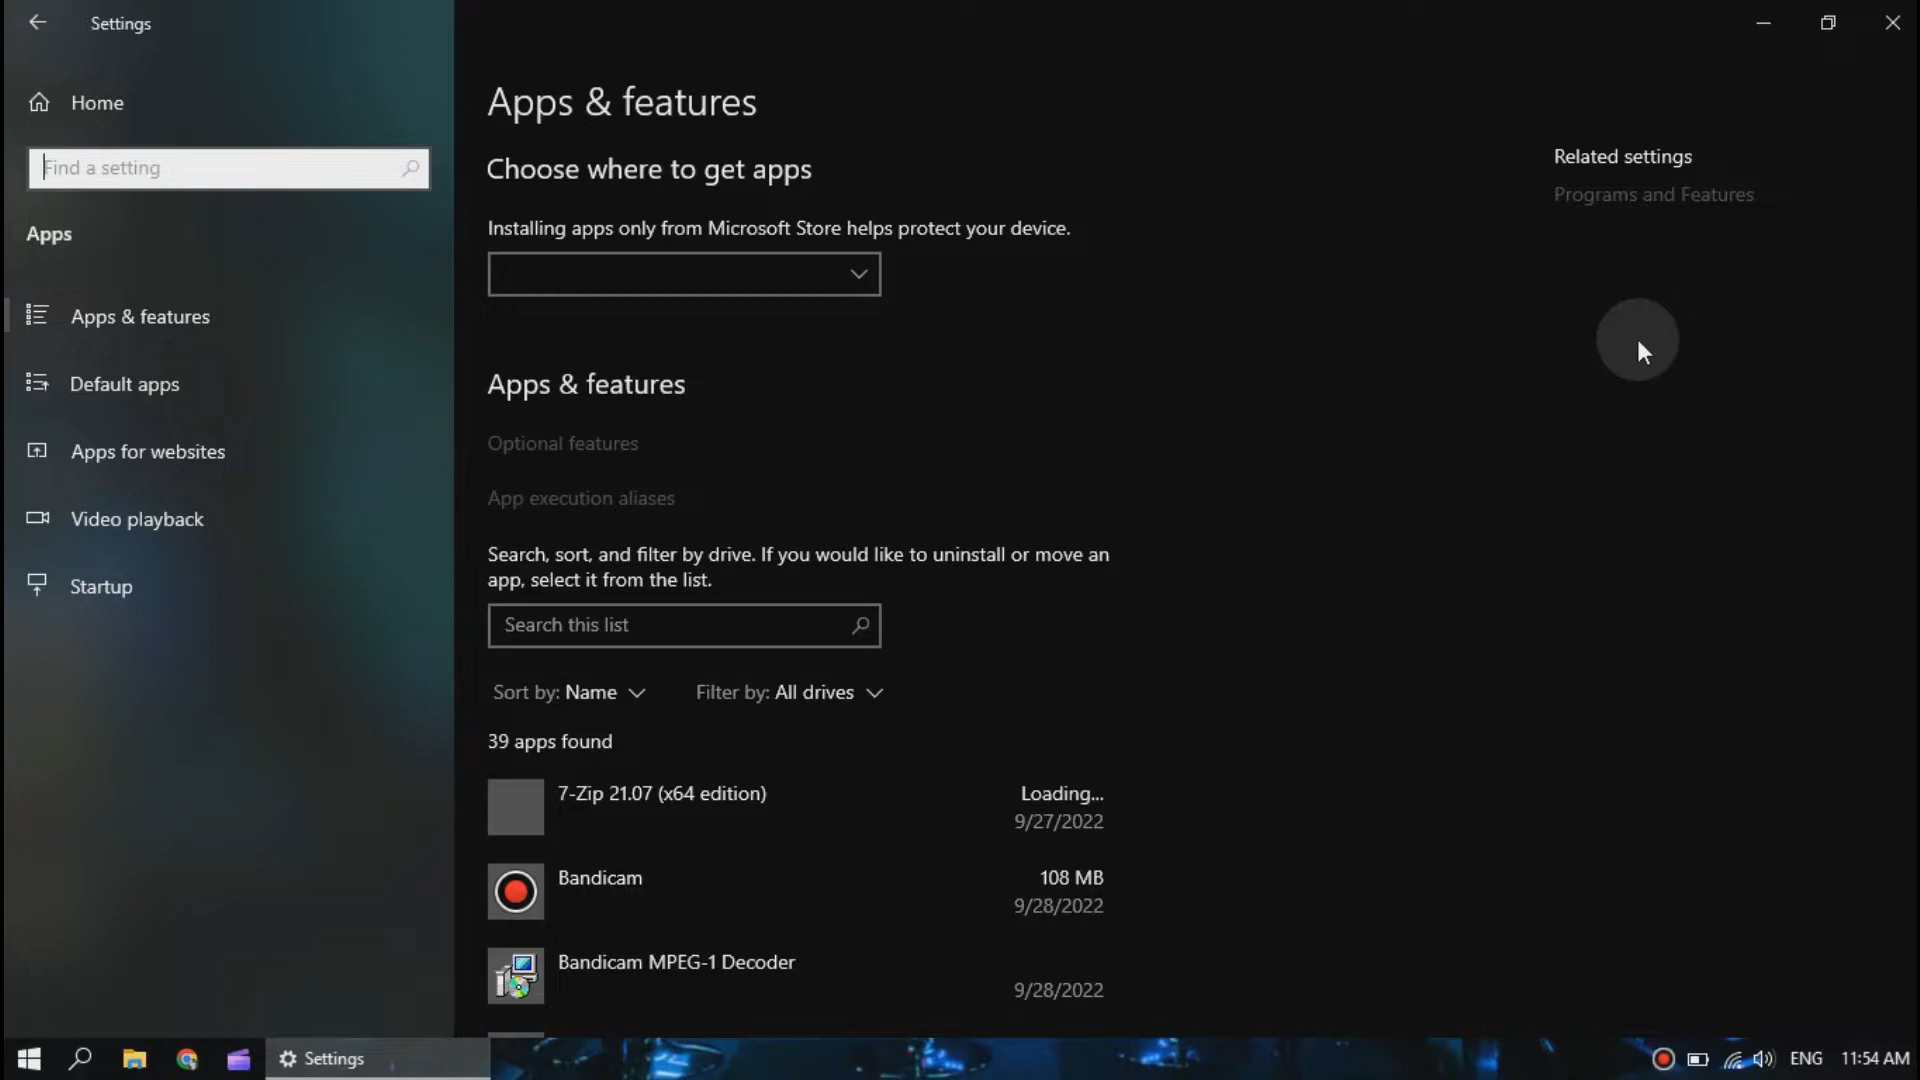 Settings
Home
Find a setting
Apps
Apps & features
Default apps
Apps for websites
Video playback
Startup
Apps & features
Choose where to get apps
Installing apps only from Microsoft Store helps protect your device.
Apps & features
Optional features
App execution aliases
Search, sort, and filter by drive. If you would like to uninstall or move an
app, select it from the list.
Search this list
Sort by: Name
Filter by: All drives
39 apps found
7-Zip 21.07 (x64 edition)
Loading...
9/27/2022
Bandicam
108 MB
9/28/2022
Bandicam MPEG-1 Decoder
9/28/2022
Related settings
Programs and Features
Settings
ENG
11:54 AM